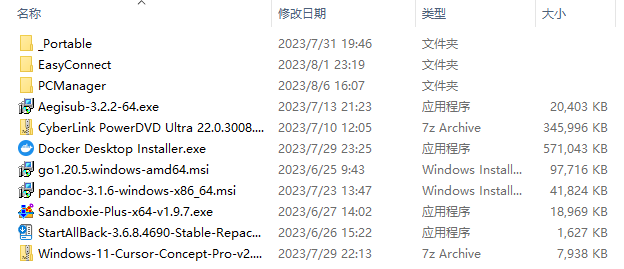 名称 修改日期 类型 大小
_Portable 2023/7/31 19:46 文件夹
EasyConnect 2023/8/1 23:19 文件夹
PCManager 2023/8/6 16:07 文件夹
Aegisub-3.2.2-64.exe 2023/7/13 21:23 应用程序 20,403 KB
CyberLink PowerDVD Ultra 22.0.3008.... 2023/7/10 12:05 7z Archive 345,996 KB
Docker Desktop Installer.exe 2023/7/29 23:25 应用程序 571,043 KB
go1.20.5.windows-amd64.msi 2023/6/25 9:43 Windows Install... 97,716 KB
pandoc-3.1.6-windows-x86_64.msi 2023/7/23 13:47 Windows Install... 41,824 KB
Sandboxie-Plus-x64-v1.9.7.exe 2023/6/27 14:02 应用程序 18,969 KB
StartAllBack-3.6.8.4690-Stable-Repac... 2023/6/26 15:22 应用程序 1,627 KB
Windows-11-Cursor-Concept-Pro-v2.... 2023/7/29 22:13 7z Archive 7,938 KB